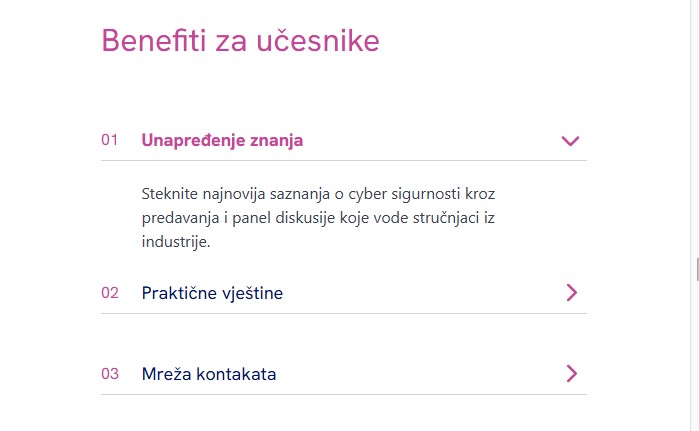 Benefiti za učesnike
01 Unapređenje znanja
Steknite najnovija saznanja o cyber sigurnosti kroz
predavanja i panel diskusije koje vode stručnjaci iz
industrije.
02 Praktične vještine
03 Mreža kontakata